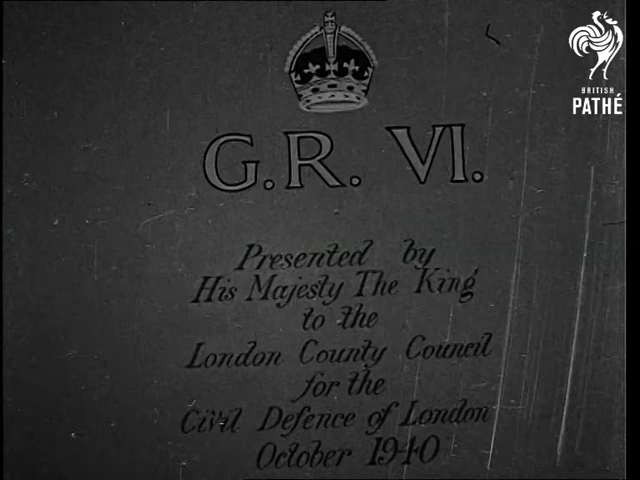 BRITISH
PATHÉ
G.R. VI.
Presented by
His Majesty The King
to the
London County Council
for the
Civil Defence of London
October 1940